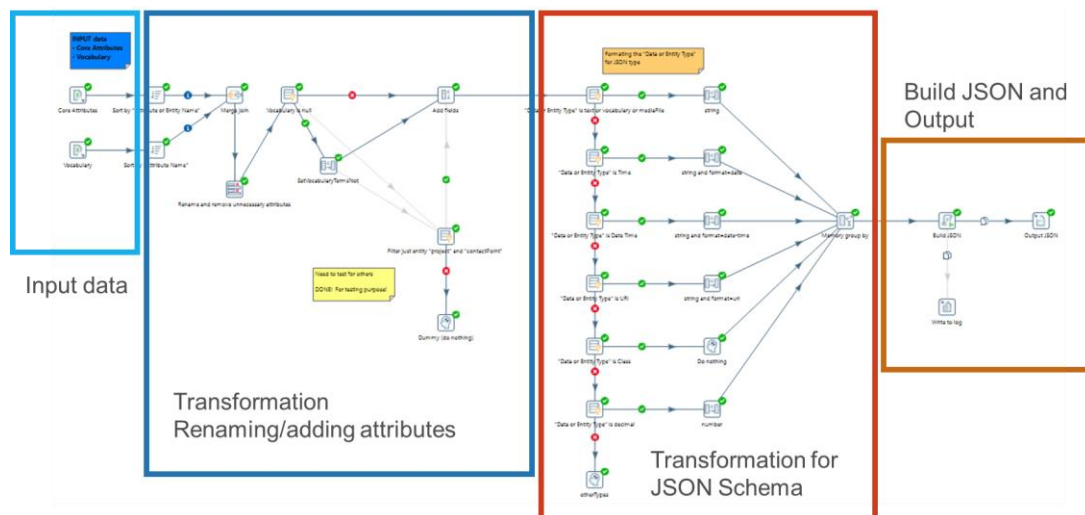 INPUT data
- Core Attributes
- Vocabulary
Core Attributes
Sort by "Attribute or Entity Name"
Merge join
Vocabulary is null
Add fields
Vocabulary
Sort by "Attribute Name"
SetVocabularyTermsNot
Rename and remove unnecessary attributes
Filter just entity "project" and "contactPoint"
Need to test for others
DONE! For testing purpose!
Dummy (do nothing)
Input data
Transformation
Renaming/adding attributes
Formating the "Data or Entity Type"
for JSON type
"Data or Entity Type" is text or vocabulary or mediaFile
string
"Data or Entity Type" is Time
string and format=date
"Data or Entity Type" is Date Time
string and format=date-time
Memory group by
"Data or Entity Type" is URI
string and format=uri
"Data or Entity Type" is Class
Do nothing
"Data or Entity Type" is decimal
number
otherTypes
Transformation for
JSON Schema
Build JSON and
Output
Build JSON
Output JSON
Write to log